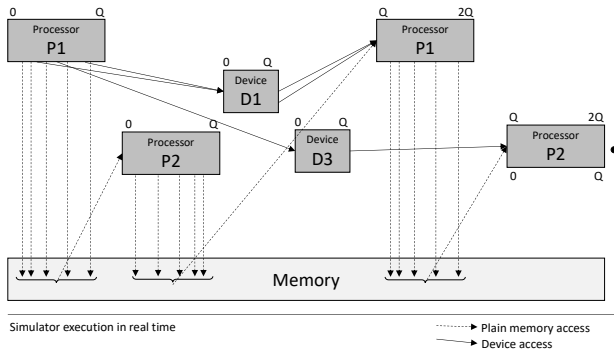 0 Q
Processor
P1
0 Q
Device
D1
Q 2Q
Processor
P1
0 Q
Processor
P2
0 Q
Device
D3
Q 2Q
Processor
P2
0 Q
Memory
Simulator execution in real time
Plain memory access
Device access